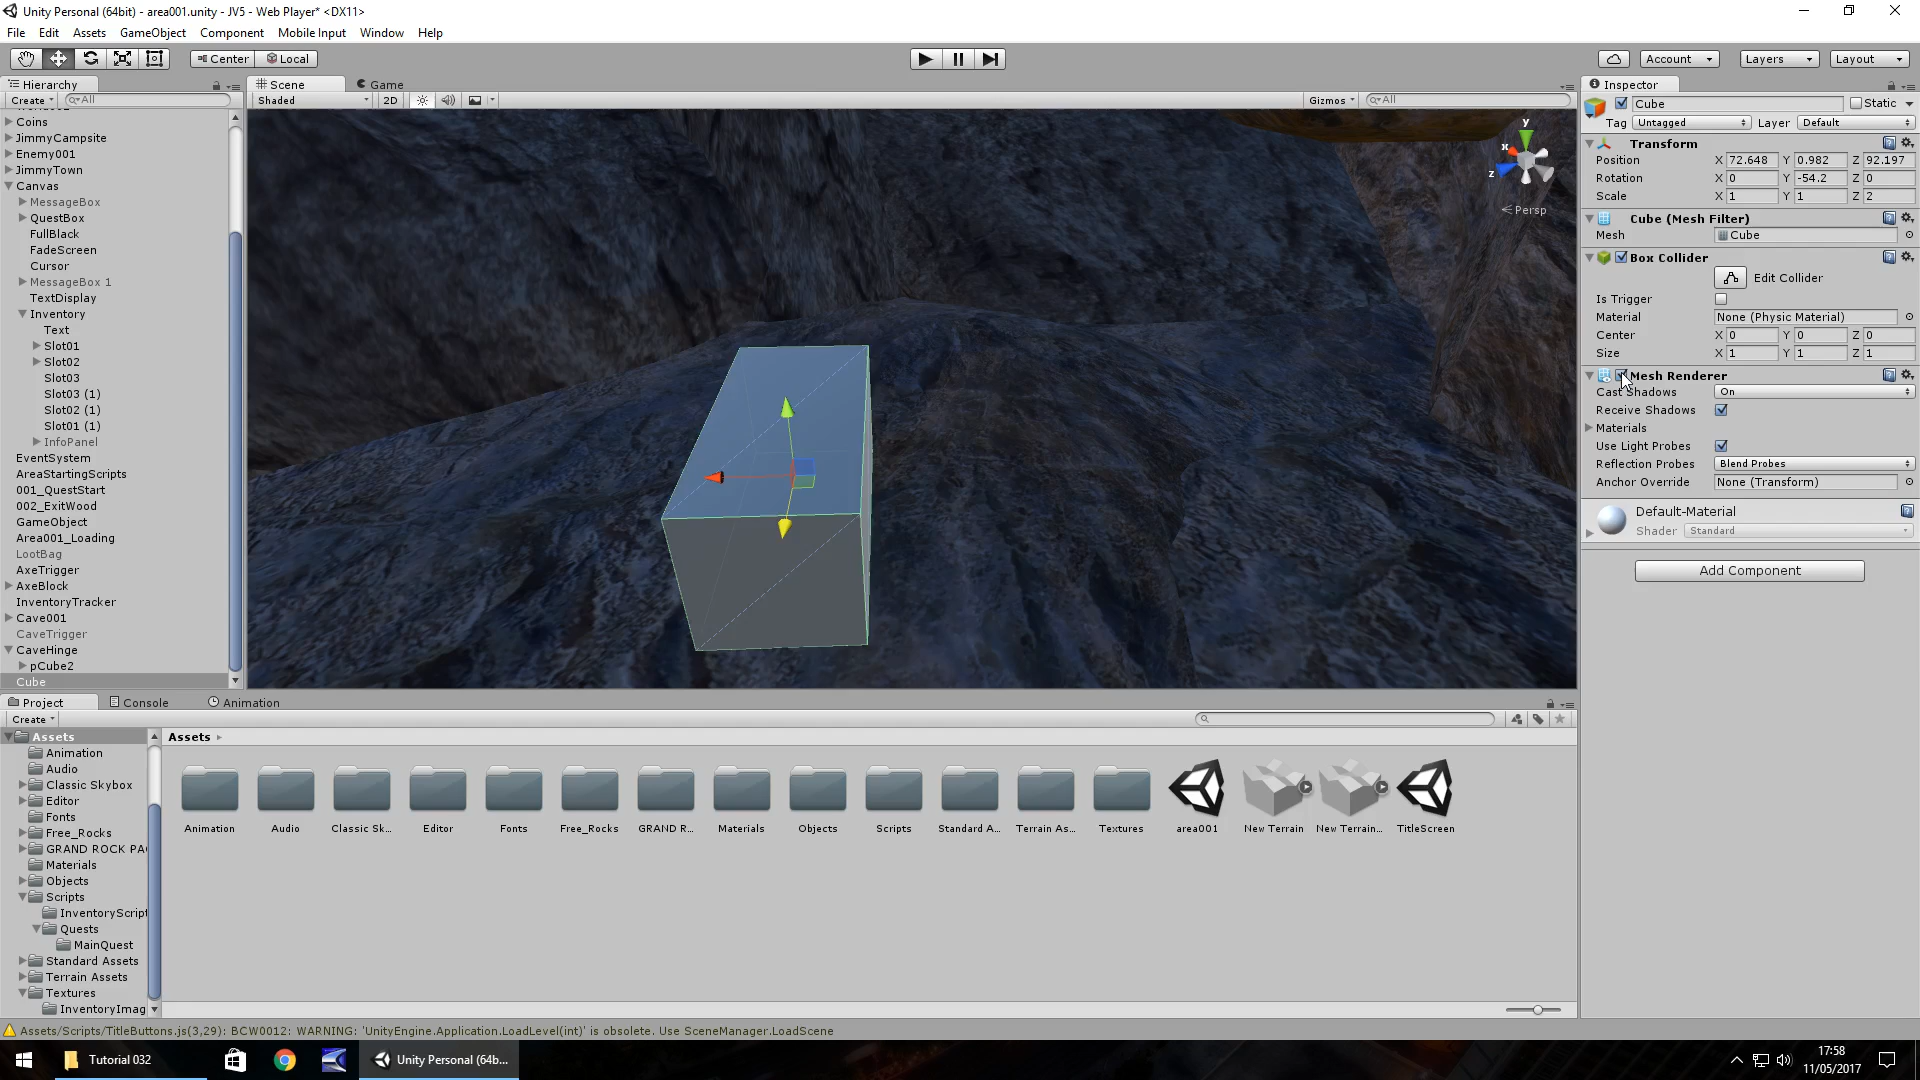 Unity Personal (64bit) - area001.unity - JV5 - Web Player* <DX11>
File Edit Assets GameObject Component Mobile Input Window Help
Center Local Account Layers Layout
Hierarchy
Create All
Coins
JimmyCampsite
Enemy001
JimmyTown
Canvas
MessageBox
QuestBox
FullBlack
FadeScreen
Cursor
MessageBox 1
TextDisplay
Inventory
Text
Slot01
Slot02
Slot03
Slot03 (1)
Slot02 (1)
Slot01 (1)
InfoPanel
EventSystem
AreaStartingScripts
001_QuestStart
002_ExitWood
GameObject
Area001_Loading
LootBag
AxeTrigger
AxeBlock
InventoryTracker
Cave001
CaveTrigger
CaveHinge
pCube2
Cube
Scene Game
Shaded 2D Gizmos All
y
x
z
Persp
Inspector
Cube Static
Tag Untagged Layer Default
Transform
Position X 72.648 Y 0.982 Z 92.197
Rotation X 0 Y -54.2 Z 0
Scale X 1 Y 1 Z 2
Cube (Mesh Filter)
Mesh Cube
Box Collider
Edit Collider
Is Trigger
Material None (Physic Material)
Center X 0 Y 0 Z 0
Size X 1 Y 1 Z 1
Mesh Renderer
Cast Shadows On
Receive Shadows
Materials
Use Light Probes
Reflection Probes Blend Probes
Anchor Override None (Transform)
Default-Material
Shader Standard
Add Component
Project Console Animation
Create
Assets
Animation
Audio
Classic Skybox
Editor
Fonts
Free_Rocks
GRAND ROCK PA
Materials
Objects
Scripts
InventoryScript
Quests
MainQuest
Standard Assets
Terrain Assets
Textures
InventoryImag
Assets
Animation Audio Classic Sk... Editor Fonts Free_Rocks GRAND R... Materials Objects Scripts Standard A... Terrain As... Textures area001 New Terrain New Terrain... TitleScreen
Assets/Scripts/TitleButtons.js(3,29): BCW0012: WARNING: 'UnityEngine.Application.LoadLevel(int)' is obsolete. Use SceneManager.LoadScene
Tutorial 032 Unity Personal (64b...
17:58
11/05/2017